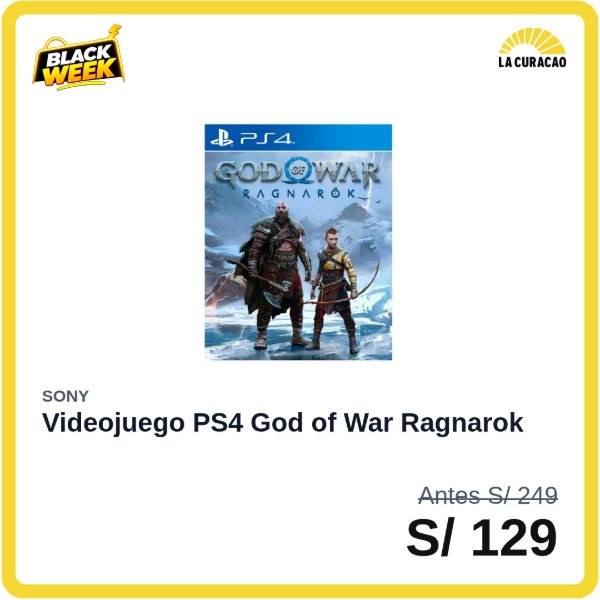 BLACK
WEEK
LA CURACAO
PS4
GOD OF WAR
RAGNARÖK
SONY
Videojuego PS4 God of War Ragnarok
Antes S/ 249
S/ 129